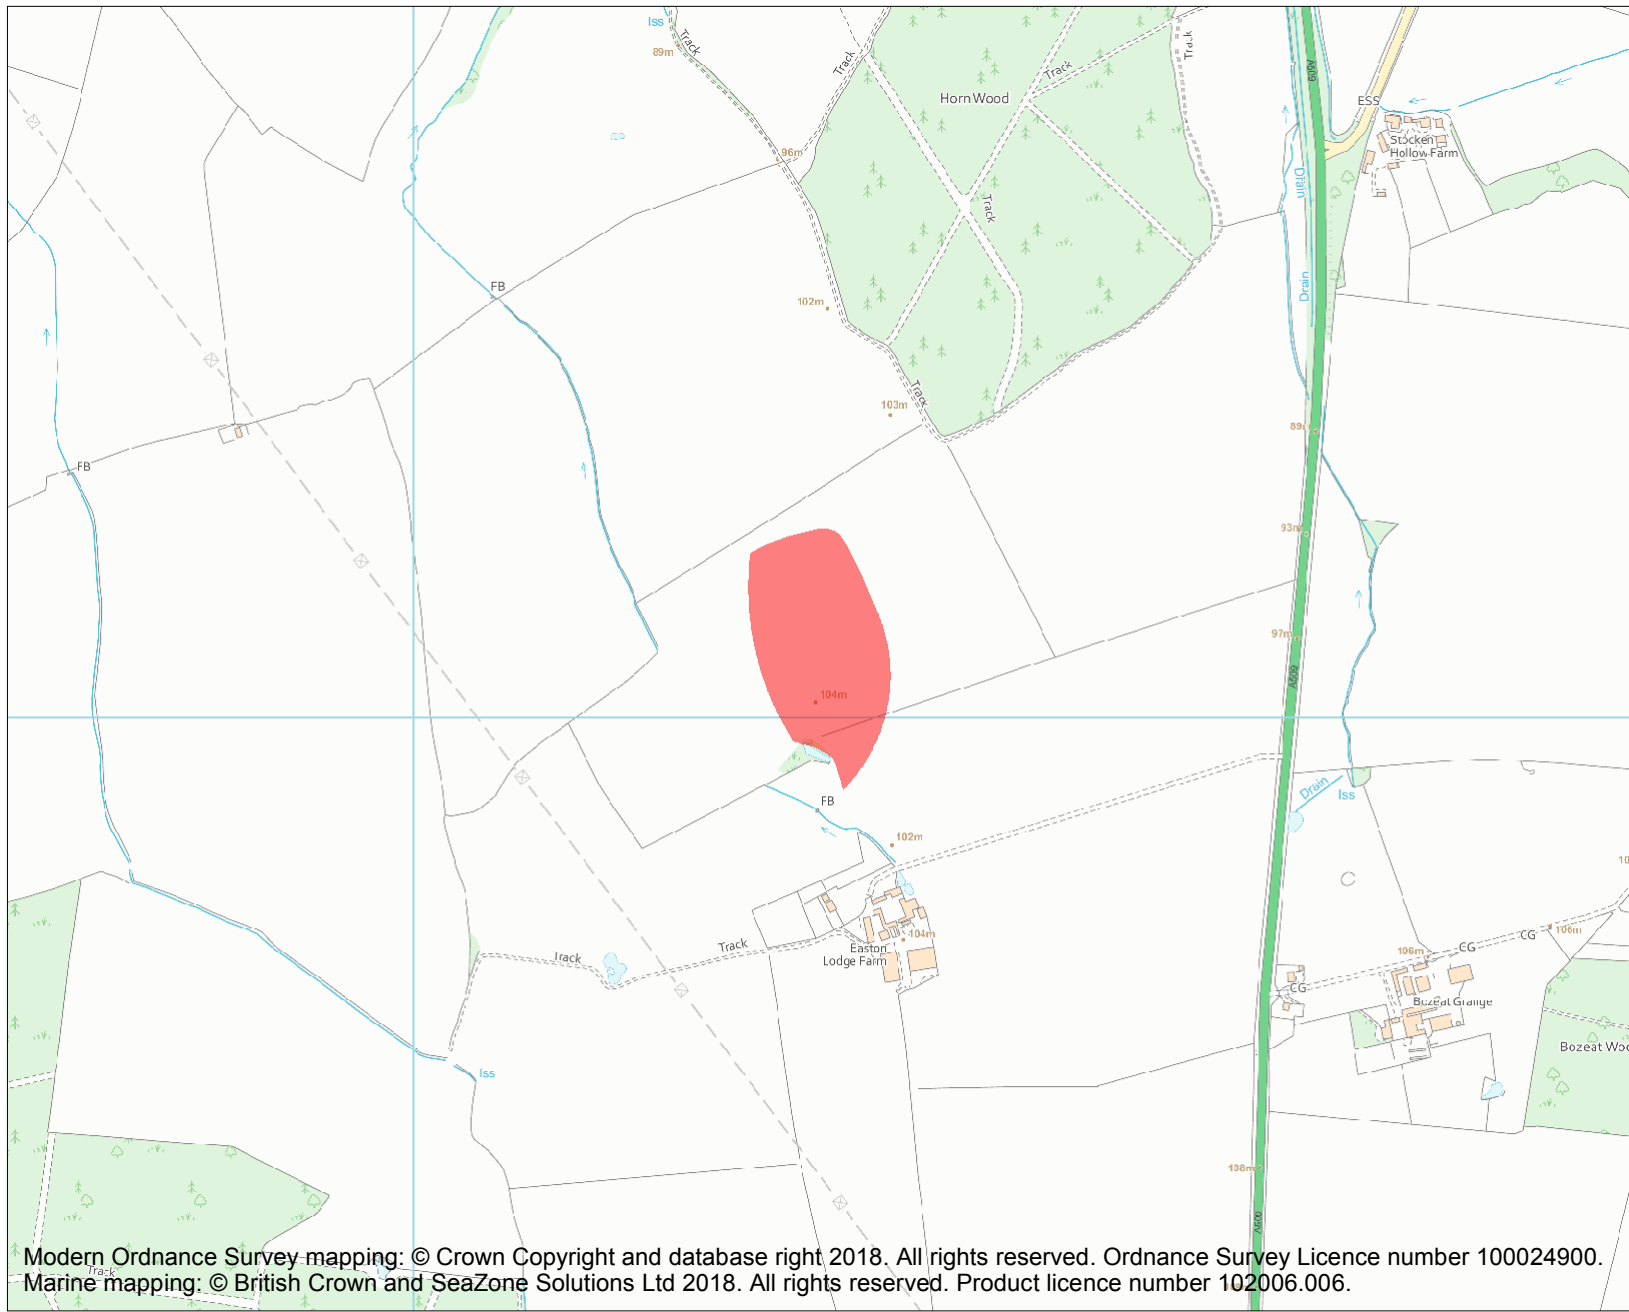 Iss
89m
Track
Track
Track
Track
A509
Horn Wood
ESS
Stocken
Hollow Farm
96m
Drain
Track
FB
Drain
102m
Track
103m
89m
FB
93m
97m
A509
104m
FB
Drain
Iss
102m
104m
Easton
Lodge Farm
Track
Track
CG
CG
106m
106m
CG
Bozeat Grange
Bozeat Woo
Iss
108m
A509
Track
Modern Ordnance Survey mapping: © Crown Copyright and database right 2018. All rights reserved. Ordnance Survey Licence number 100024900.
Marine mapping: © British Crown and SeaZone Solutions Ltd 2018. All rights reserved. Product licence number 102006.006.